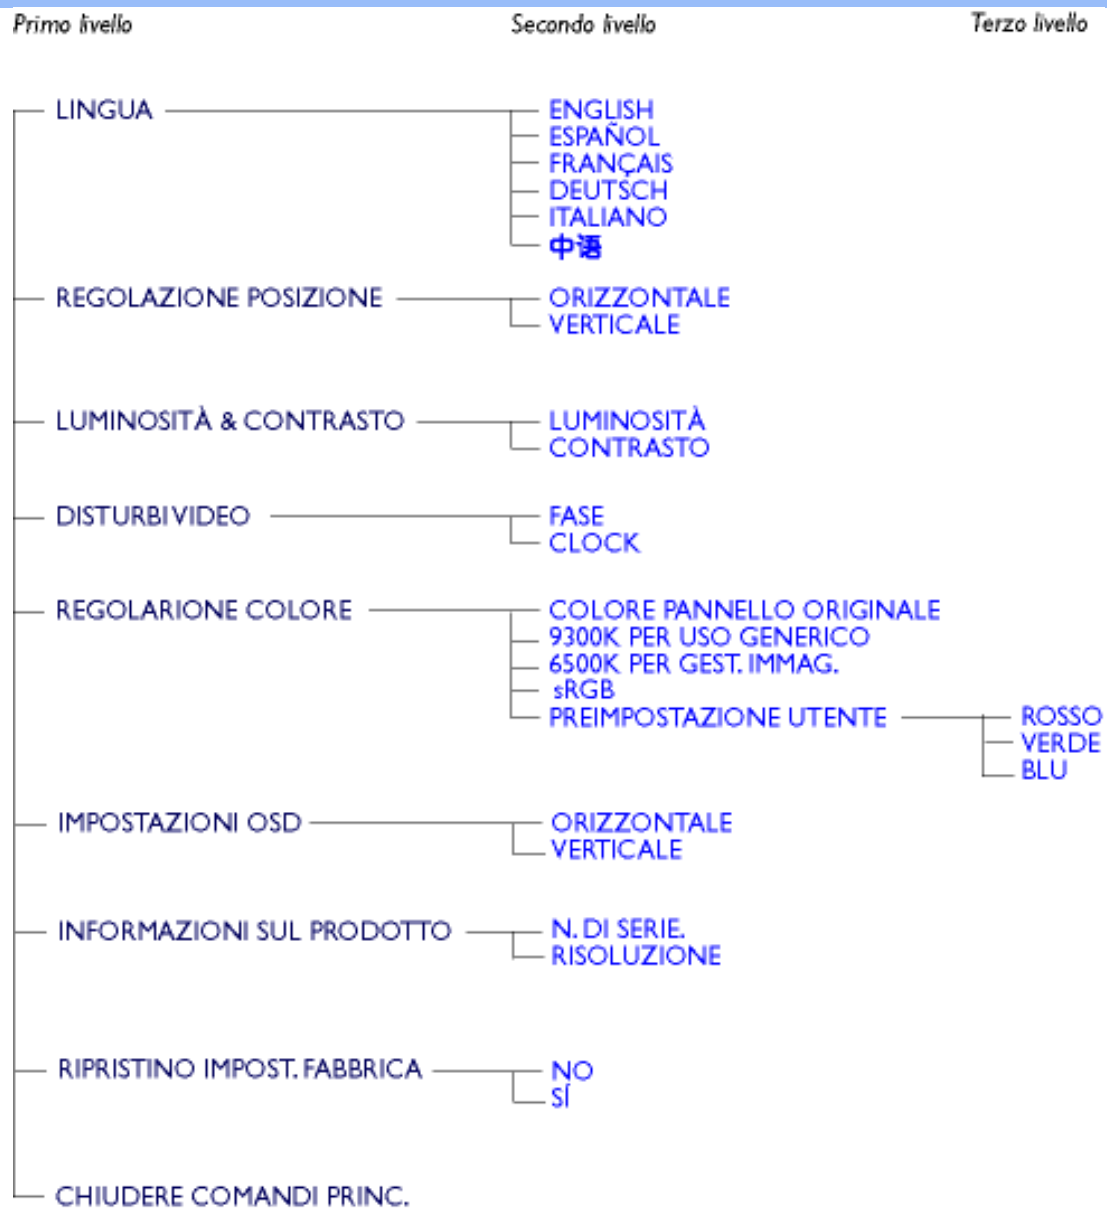 Primo livello Secondo livello Terzo livello
LINGUA ENGLISH
ESPAÑOL
FRANÇAIS
DEUTSCH
ITALIANO
中语
REGOLAZIONE POSIZIONE ORIZZONTALE
VERTICALE
LUMINOSITÀ & CONTRASTO LUMINOSITÀ
CONTRASTO
DISTURBI VIDEO FASE
CLOCK
REGOLARIONE COLORE COLORE PANNELLO ORIGINALE
9300K PER USO GENERICO
6500K PER GEST. IMMAG.
sRGB
PREIMPOSTAZIONE UTENTE ROSSO
VERDE
BLU
IMPOSTAZIONI OSD ORIZZONTALE
VERTICALE
INFORMAZIONI SUL PRODOTTO N. DI SERIE.
RISOLUZIONE
RIPRISTINO IMPOST. FABBRICA NO
SÍ
CHIUDERE COMANDI PRINC.